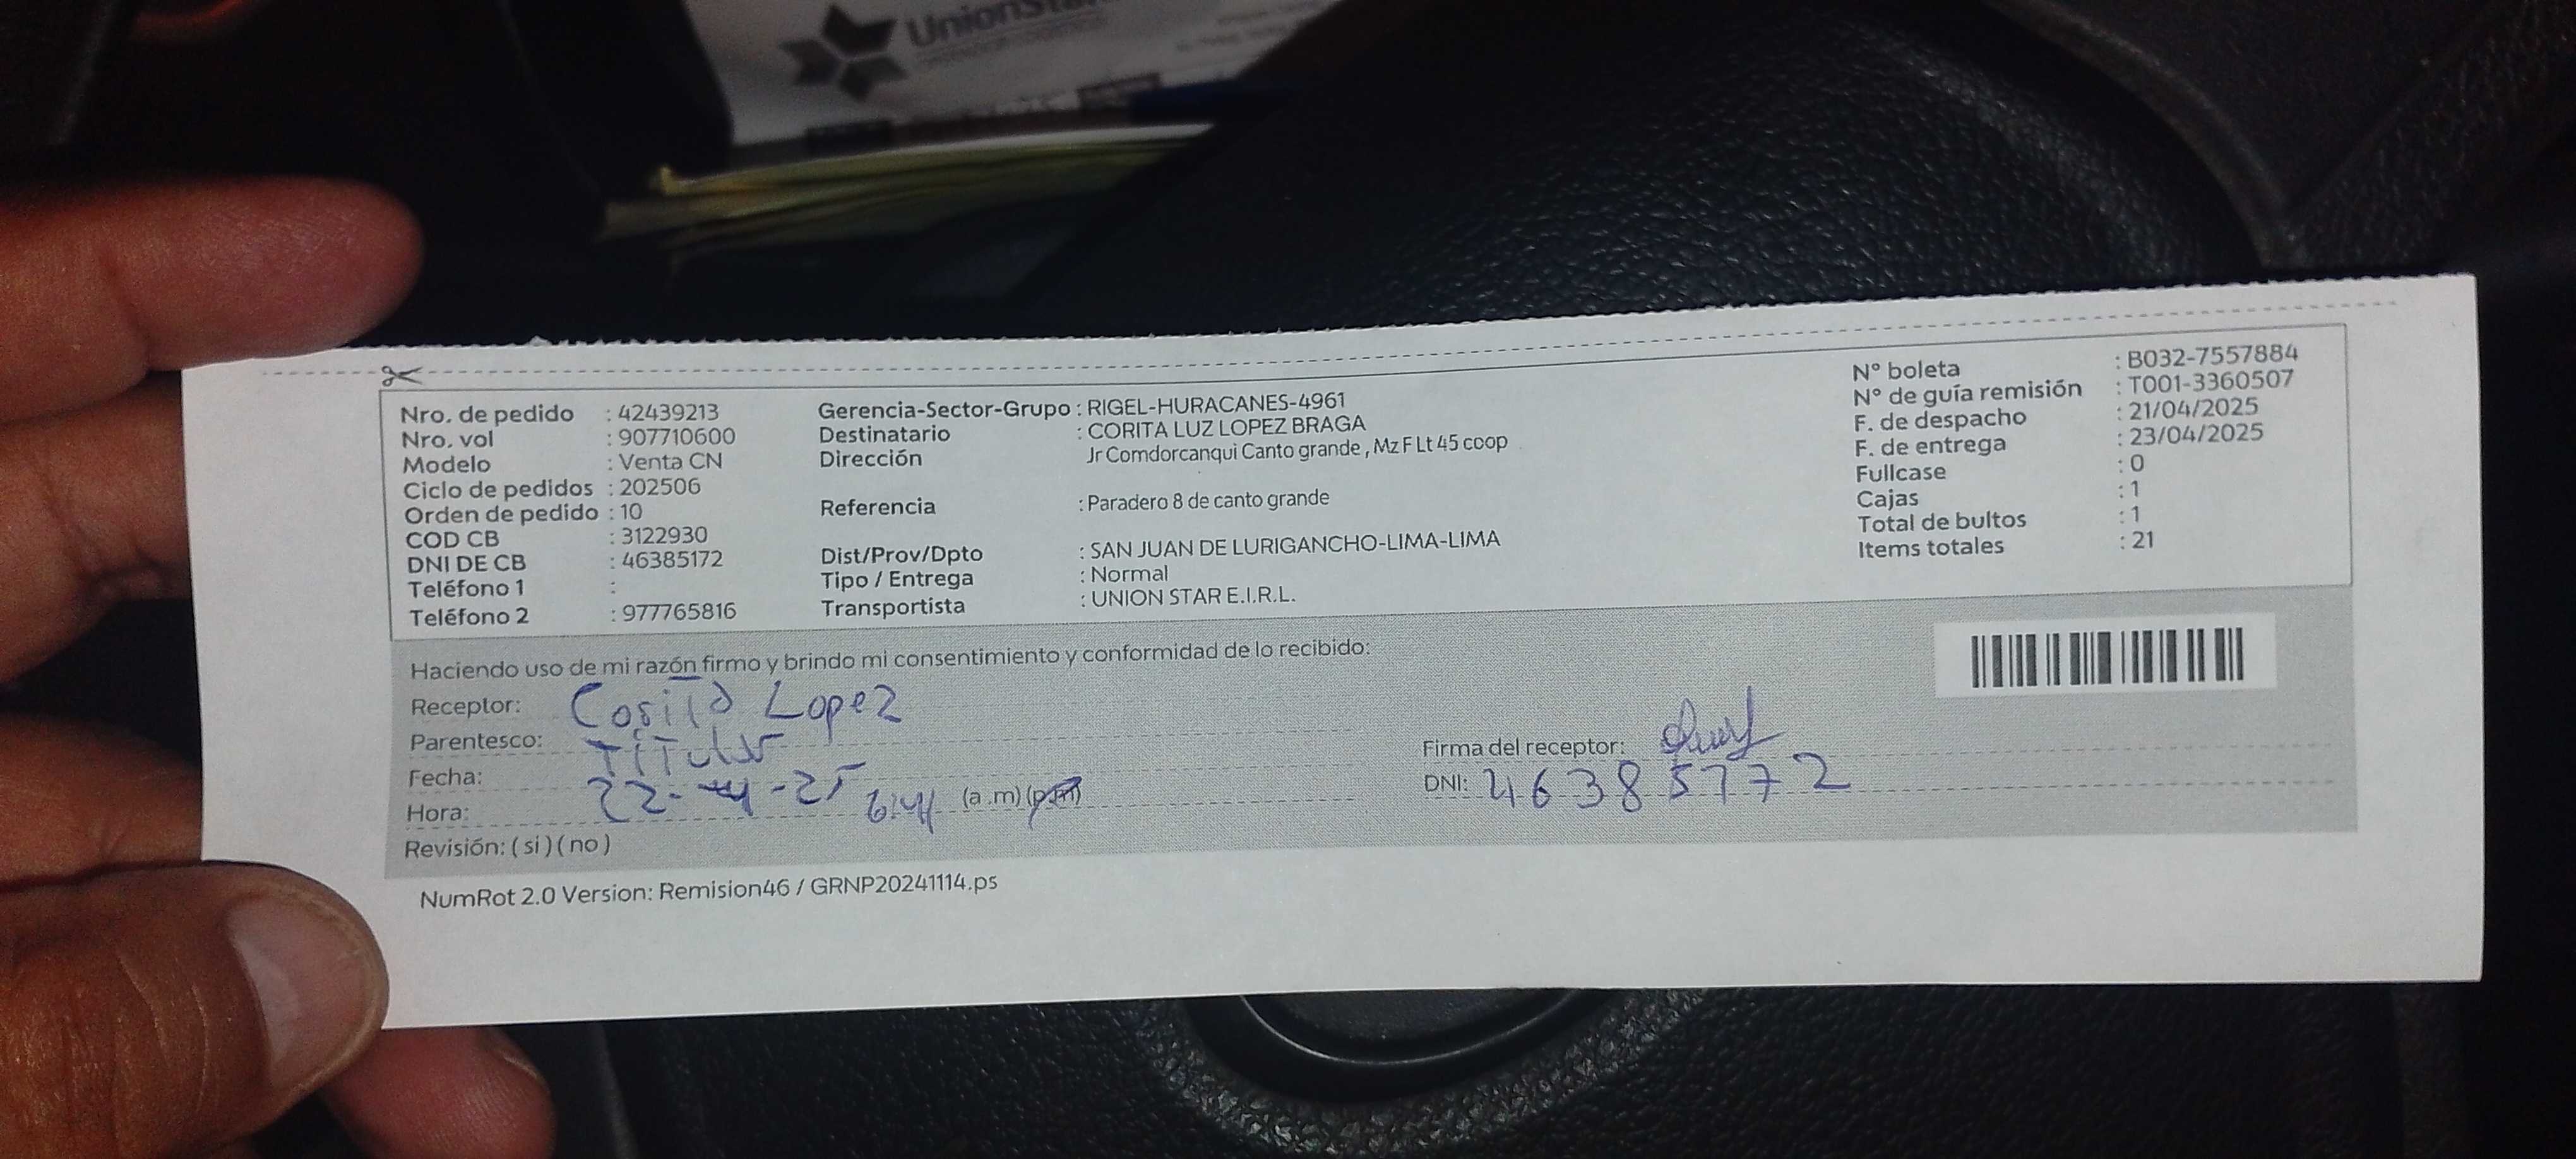 UnionStar
Nro. de pedido : 42439213
Nro. vol : 907710600
Modelo : Venta CN
Ciclo de pedidos : 202506
Orden de pedido : 10
COD CB : 3122930
DNI DE CB : 46385172
Teléfono 1 :
Teléfono 2 : 977765816
Gerencia-Sector-Grupo : RIGEL-HURACANES-4961
Destinatario : CORITA LUZ LOPEZ BRAGA
Dirección Jr Comdorcanqui Canto grande , Mz F Lt 45 coop
Referencia : Paradero 8 de canto grande
Dist/Prov/Dpto : SAN JUAN DE LURIGANCHO-LIMA-LIMA
Tipo / Entrega : Normal
Transportista : UNION STAR E.I.R.L.
N° boleta : B032-7557884
N° de guía remisión : T001-3360507
F. de despacho : 21/04/2025
F. de entrega : 23/04/2025
Fullcase : 0
Cajas : 1
Total de bultos : 1
Items totales : 21
Haciendo uso de mi razón firmo y brindo mi consentimiento y conformidad de lo recibido:
Receptor: Corita Lopez
Parentesco: Titular
Fecha: 22-4-25
Hora: (a.m) (p.m)
Revisión: ( si ) ( no )
Firma del receptor:
DNI: 46385772
NumRot 2.0 Version: Remision46 / GRNP20241114.ps